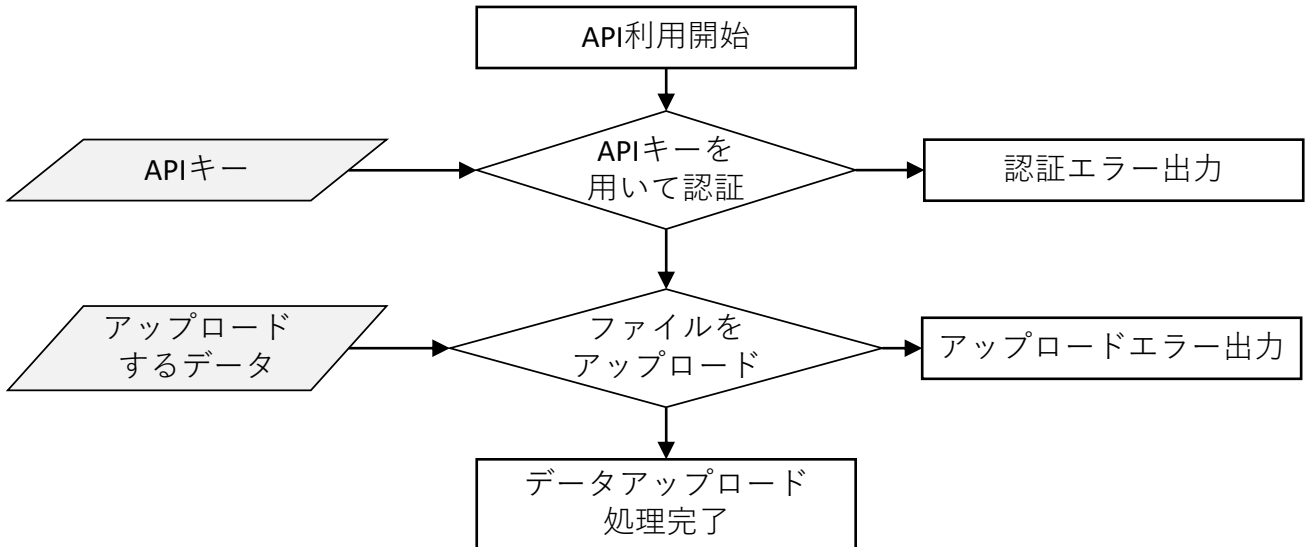 API利用開始
APIキー
APIキーを
用いて認証
認証エラー出力
アップロード
するデータ
ファイルを
アップロード
アップロードエラー出力
データアップロード
処理完了